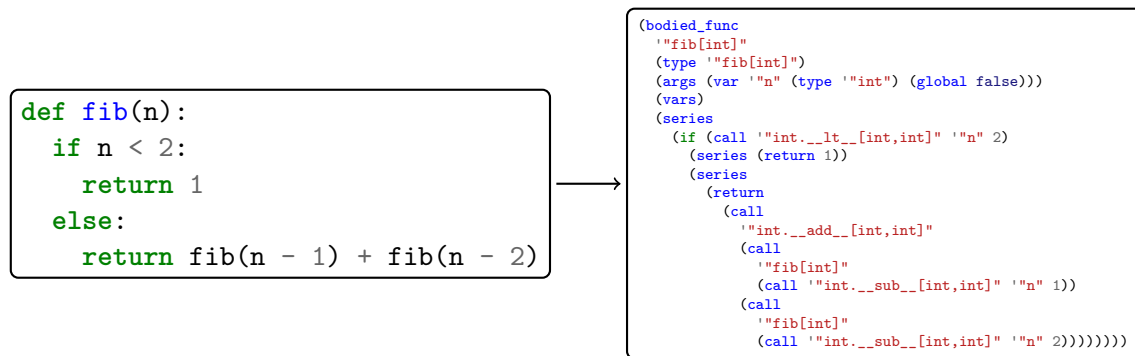 def fib(n):
  if n < 2:
    return 1
  else:
    return fib(n - 1) + fib(n - 2)
(bodied_func
  '"fib[int]"
  (type '"fib[int]")
  (args (var '"n" (type '"int") (global false)))
  (vars)
  (series
    (if (call '"int.__lt__[int,int]" '"n" 2)
      (series (return 1))
      (series
        (return
          (call
            '"int.__add__[int,int]"
            (call
              '"fib[int]"
              (call '"int.__sub__[int,int]" '"n" 1))
            (call
              '"fib[int]"
              (call '"int.__sub__[int,int]" '"n" 2))))))))